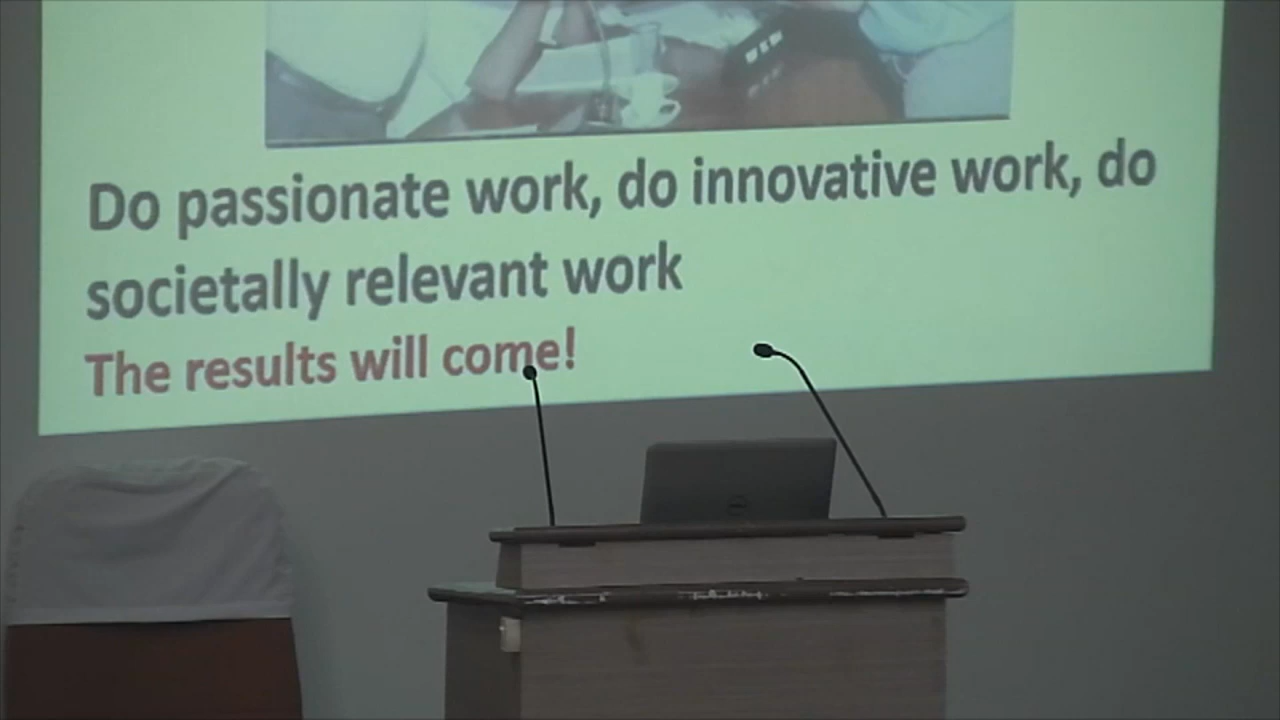 Do passionate work, do innovative work, do
societally relevant work
The results will come!